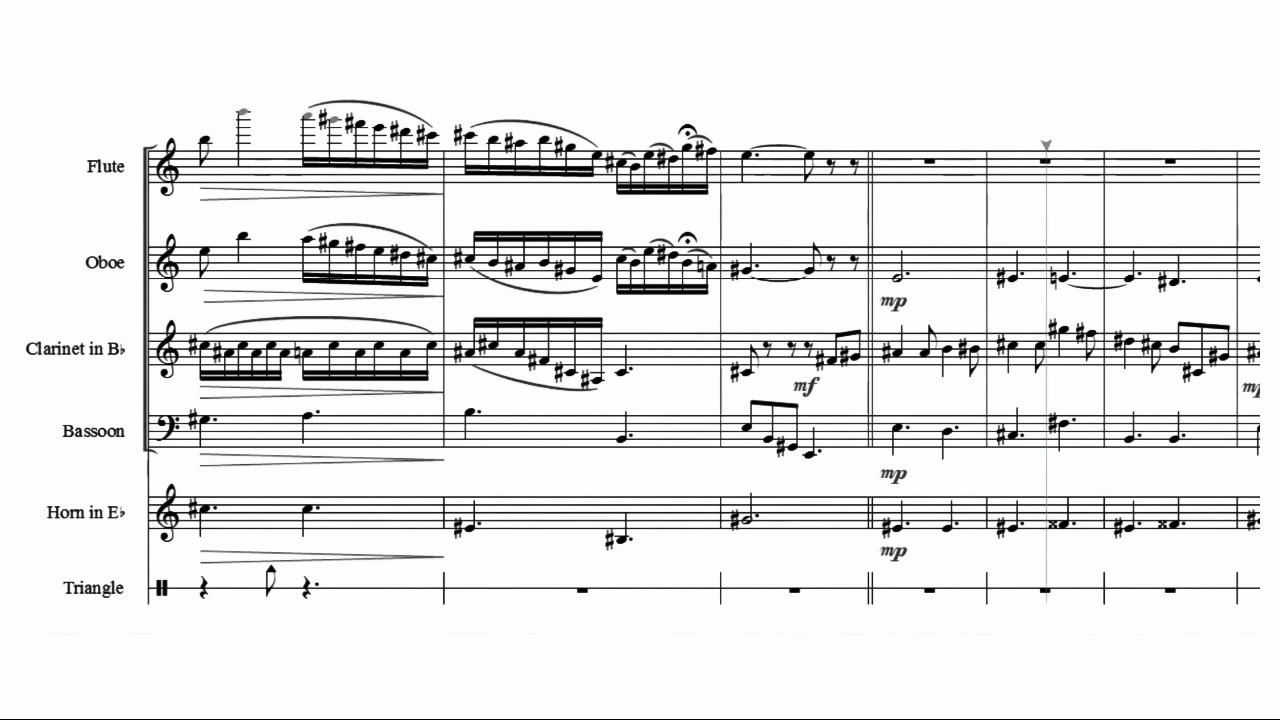 Flute
Oboe
mp
Clarinet in B♭
mf
mp
Bassoon
mp
Horn in E♭
mp
Triangle